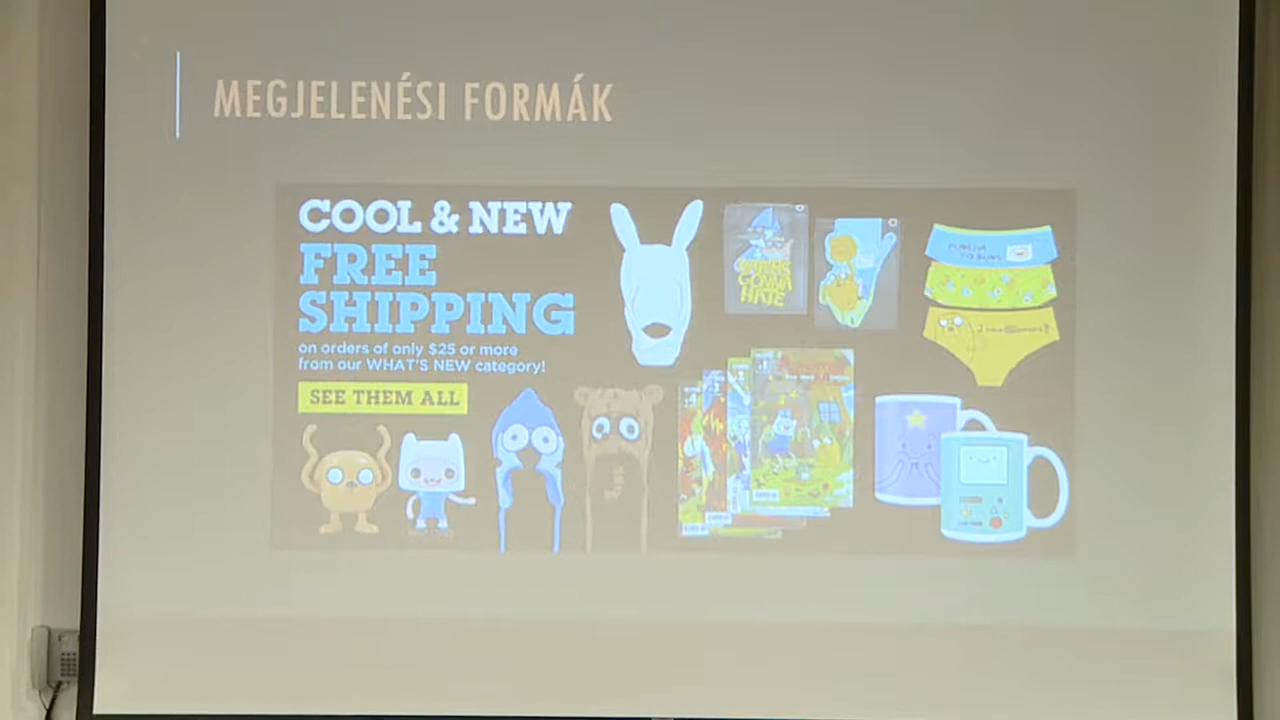 MEGJELENÉSI FORMÁK
COOL & NEW
FREE
SHIPPING
on orders of only $25 or more
from our WHAT'S NEW category!
SEE THEM ALL
GONNA
HATE